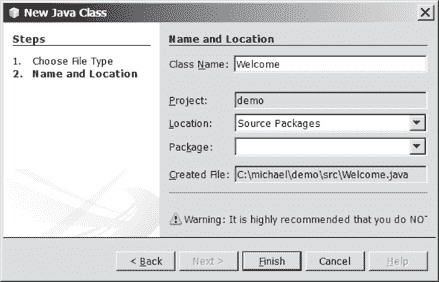 New Java Class
Steps
1. Choose File Type
2. Name and Location
Name and Location
Class Name: Welcome
Project: demo
Location: Source Packages
Package:
Created File: C:\michael\demo\src\Welcome.java
Warning: It is highly recommended that you do NO
< Back
Next >
Finish
Cancel
Help